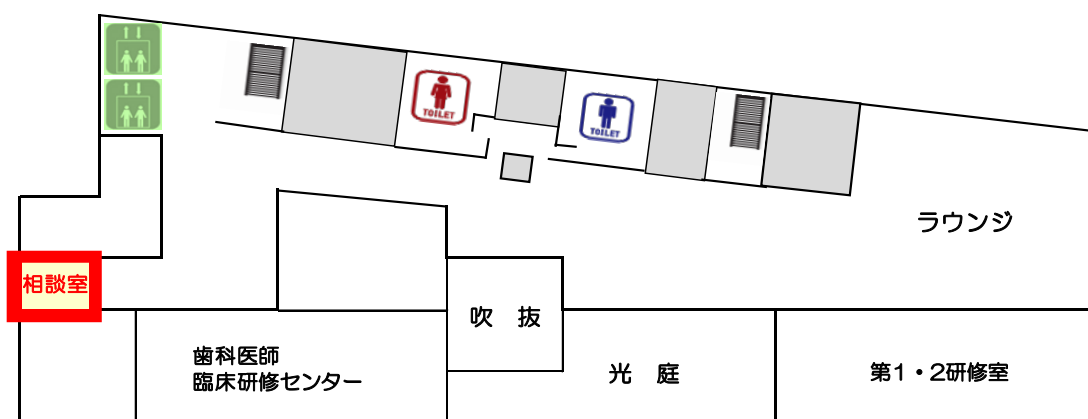 TOILET
TOILET
ラウンジ
相談室
吹 抜
歯科医師
臨床研修センター
光 庭
第1・2研修室